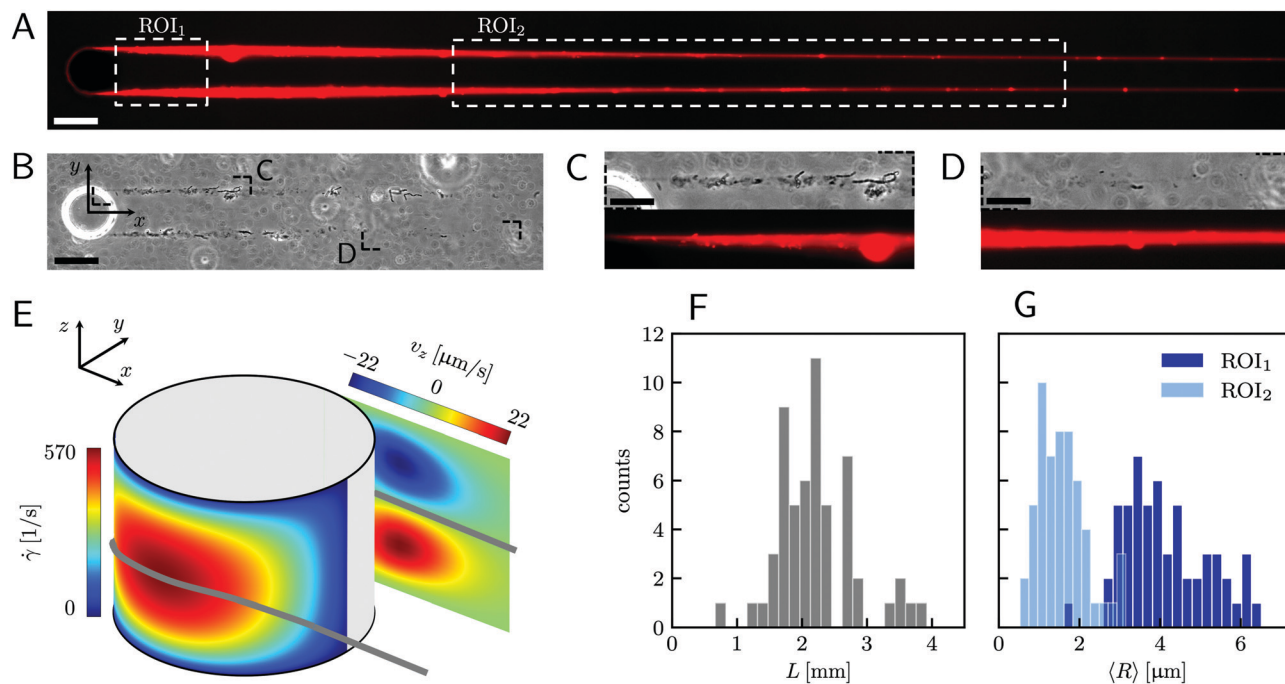 A
ROI₁
ROI₂
B
y
x
C
D
C
D
E
z
y
x
v_z [μm/s]
−22
0
22
570
γ̇ [1/s]
0
F
12
10
8
6
4
2
0
counts
0
1
2
3
4
L [mm]
G
ROI₁
ROI₂
0
2
4
6
⟨R⟩ [μm]